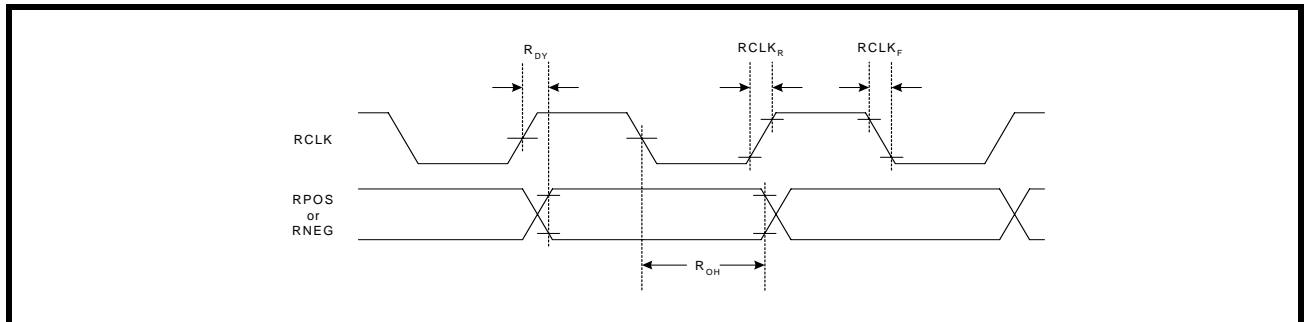 R_DY
RCLK_R
RCLK_F
RCLK
RPOS
or
RNEG
R_OH